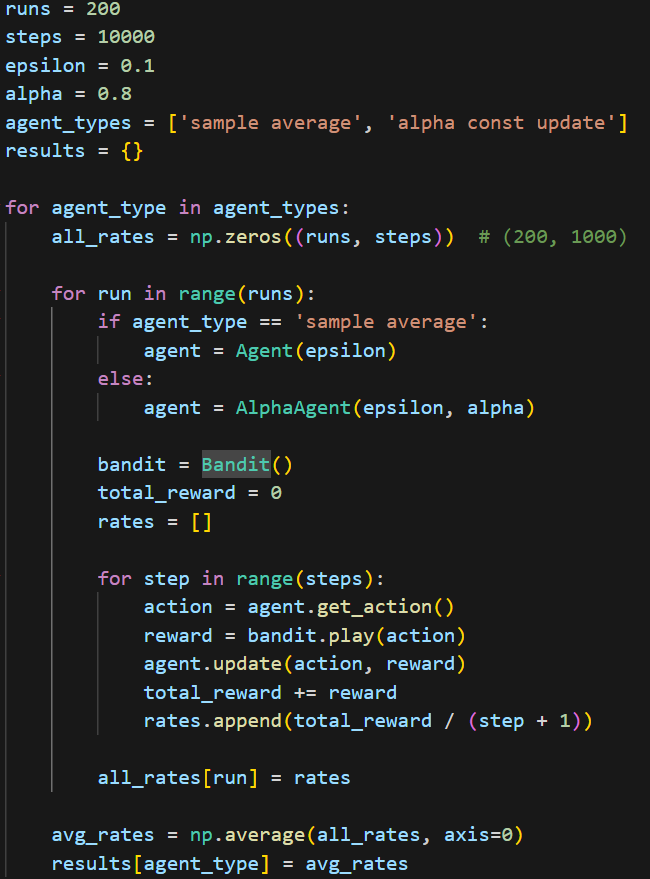 runs = 200
steps = 10000
epsilon = 0.1
alpha = 0.8
agent_types = ['sample average', 'alpha const update']
results = {}

for agent_type in agent_types:
    all_rates = np.zeros((runs, steps))  # (200, 1000)

    for run in range(runs):
        if agent_type == 'sample average':
            agent = Agent(epsilon)
        else:
            agent = AlphaAgent(epsilon, alpha)

        bandit = Bandit()
        total_reward = 0
        rates = []

        for step in range(steps):
            action = agent.get_action()
            reward = bandit.play(action)
            agent.update(action, reward)
            total_reward += reward
            rates.append(total_reward / (step + 1))

        all_rates[run] = rates

    avg_rates = np.average(all_rates, axis=0)
    results[agent_type] = avg_rates